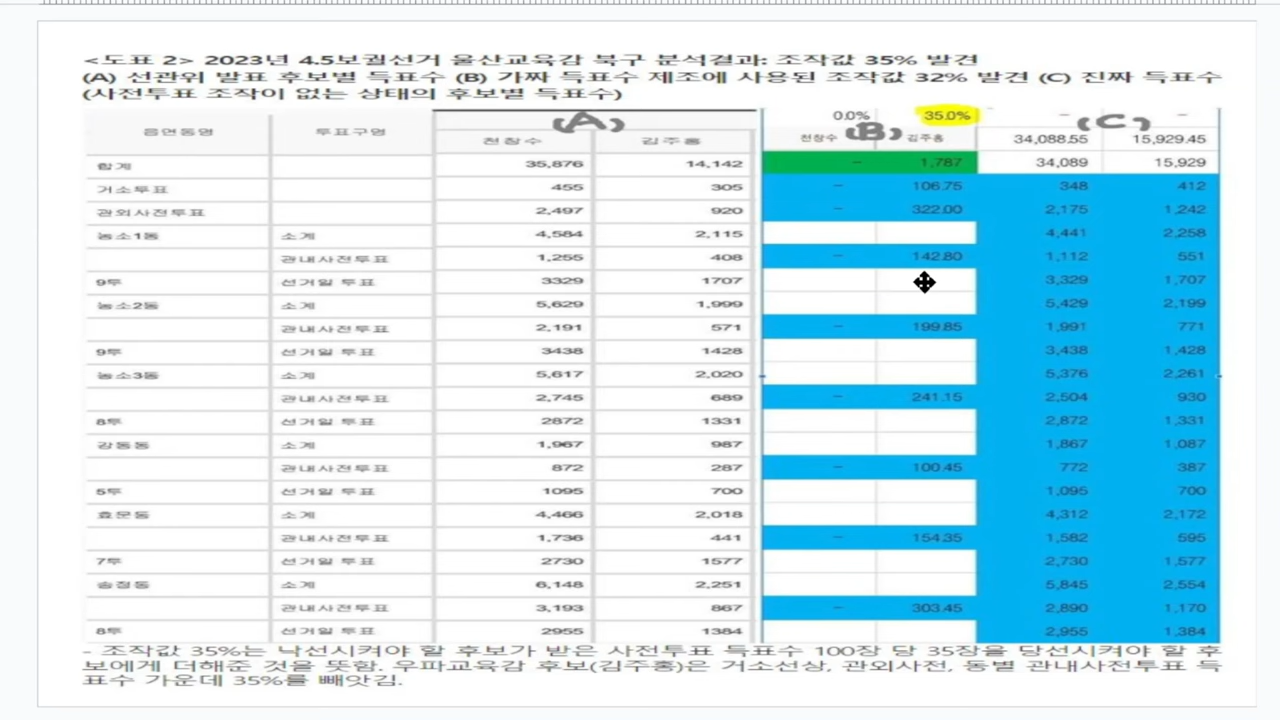 <도표 2> 2023년 4.5보궐선거 울산교육감 북구 분석결과: 조작값 35% 발견
(A) 선관위 발표 후보별 득표수 (B) 가짜 득표수 제조에 사용된 조작값 32% 발견 (C) 진짜 득표수
(사전투표 조작이 없는 상태의 후보별 득표수)
0.0% 35.0% - -
읍면동명 투표구명 (A) (B) (C)
천창수 김주홍 천창수 김주홍 34,088.55 15,929.45
합계 35,876 14,142 - 1,787 34,089 15,929
거소투표 455 305 - 106.75 348 412
관외사전투표 2,497 920 - 322.00 2,175 1,242
농소1동 소계 4,584 2,115 4,441 2,258
관내사전투표 1,255 408 - 142.80 1,112 551
9투 선거일 투표 3329 1707 3,329 1,707
농소2동 소계 5,629 1,999 5,429 2,199
관내사전투표 2,191 571 - 199.85 1,991 771
9투 선거일 투표 3438 1428 3,438 1,428
농소3동 소계 5,617 2,020 5,376 2,261
관내사전투표 2,745 689 - 241.15 2,504 930
8투 선거일 투표 2872 1331 2,872 1,331
강동동 소계 1,967 987 1,867 1,087
관내사전투표 872 287 - 100.45 772 387
5투 선거일 투표 1095 700 1,095 700
효문동 소계 4,466 2,018 4,312 2,172
관내사전투표 1,736 441 - 154.35 1,582 595
7투 선거일 투표 2730 1577 2,730 1,577
송정동 소계 6,148 2,251 5,845 2,554
관내사전투표 3,193 867 - 303.45 2,890 1,170
8투 선거일 투표 2955 1384 2,955 1,384
- 조작값 35%는 낙선시켜야 할 후보가 받은 사전투표 득표수 100장 당 35장을 당선시켜야 할 후
보에게 더해준 것을 뜻함. 우파교육감 후보(김주홍)은 거소선상, 관외사전, 동별 관내사전투표 득
표수 가운데 35%를 빼앗김.